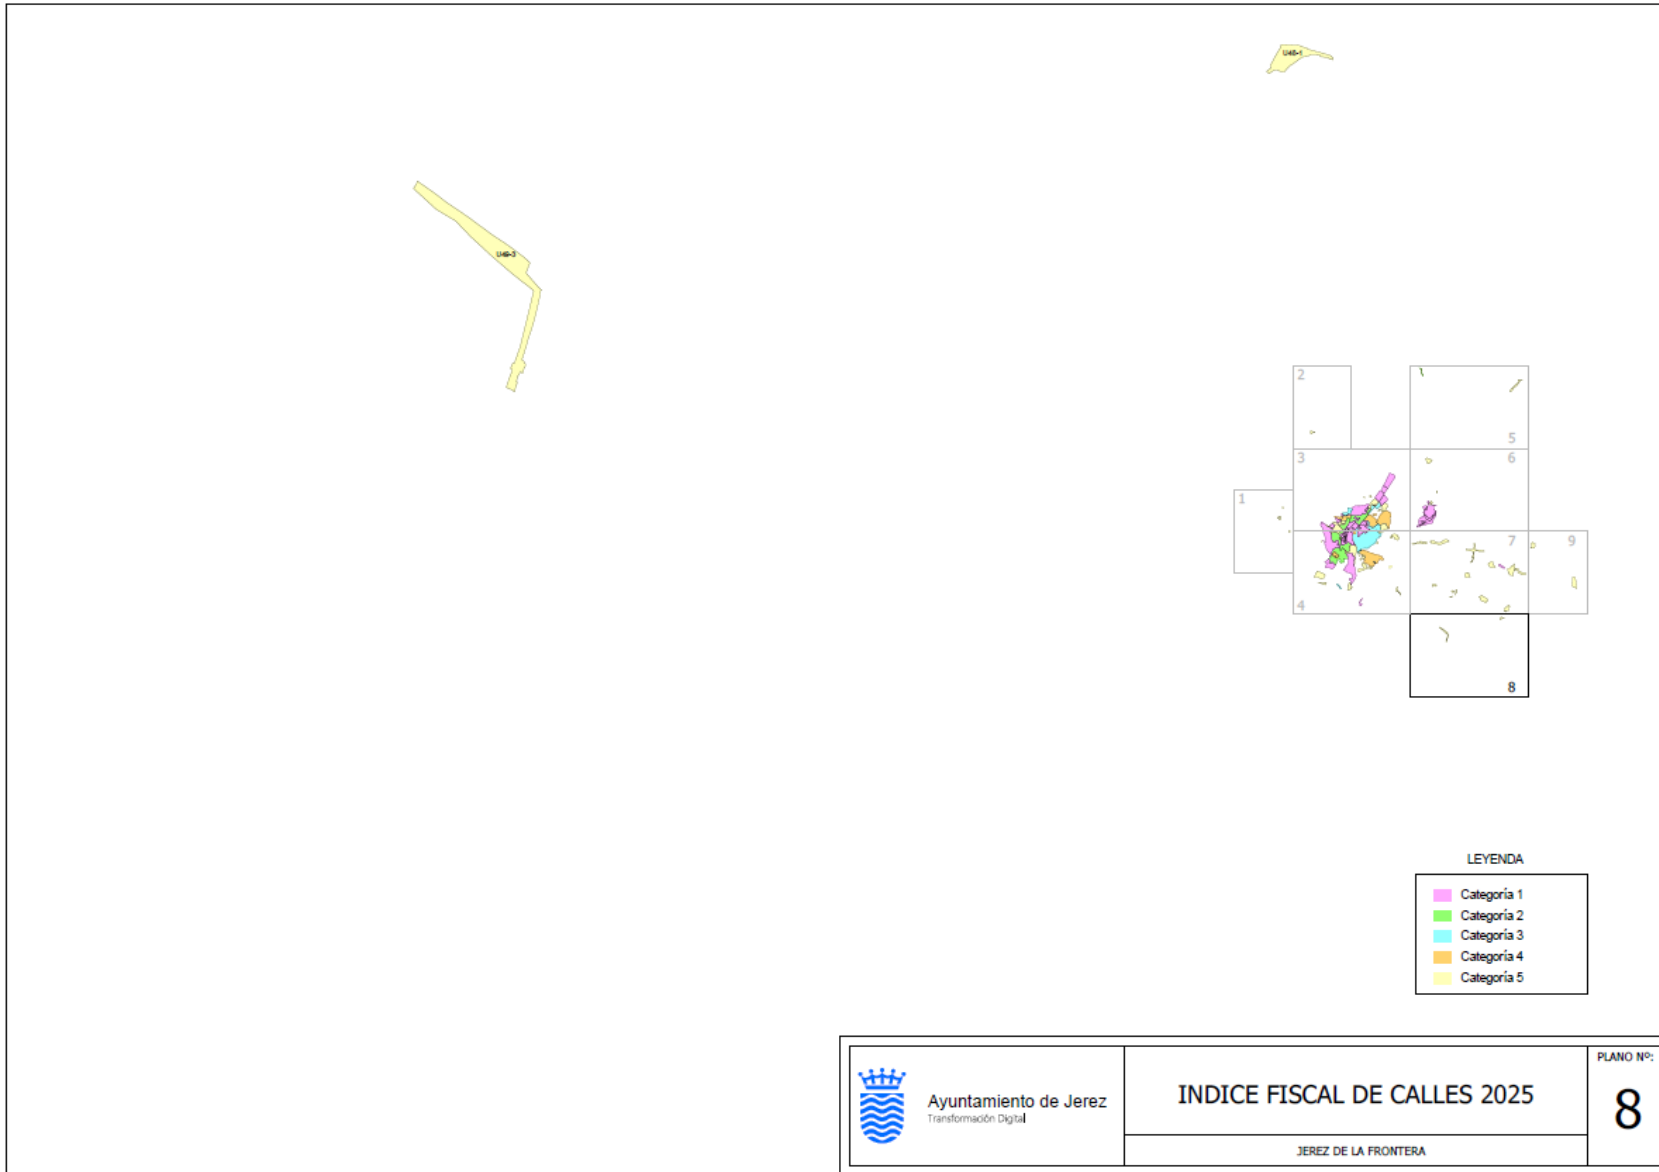 U48-1
U49-3
2
5
3
6
1
7
9
4
8
LEYENDA
Categoría 1
Categoría 2
Categoría 3
Categoría 4
Categoría 5
Ayuntamiento de Jerez
Transformación Digital
INDICE FISCAL DE CALLES 2025
JEREZ DE LA FRONTERA
PLANO Nº:
8